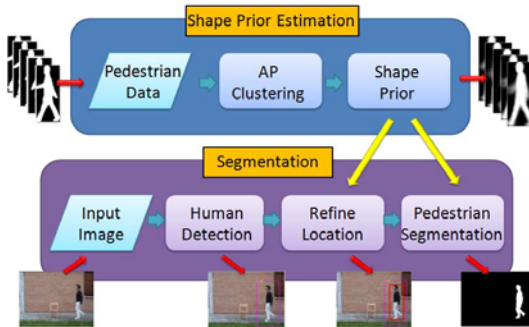 Shape Prior Estimation
Pedestrian
Data
AP
Clustering
Shape
Prior
Segmentation
Input
Image
Human
Detection
Refine
Location
Pedestrian
Segmentation